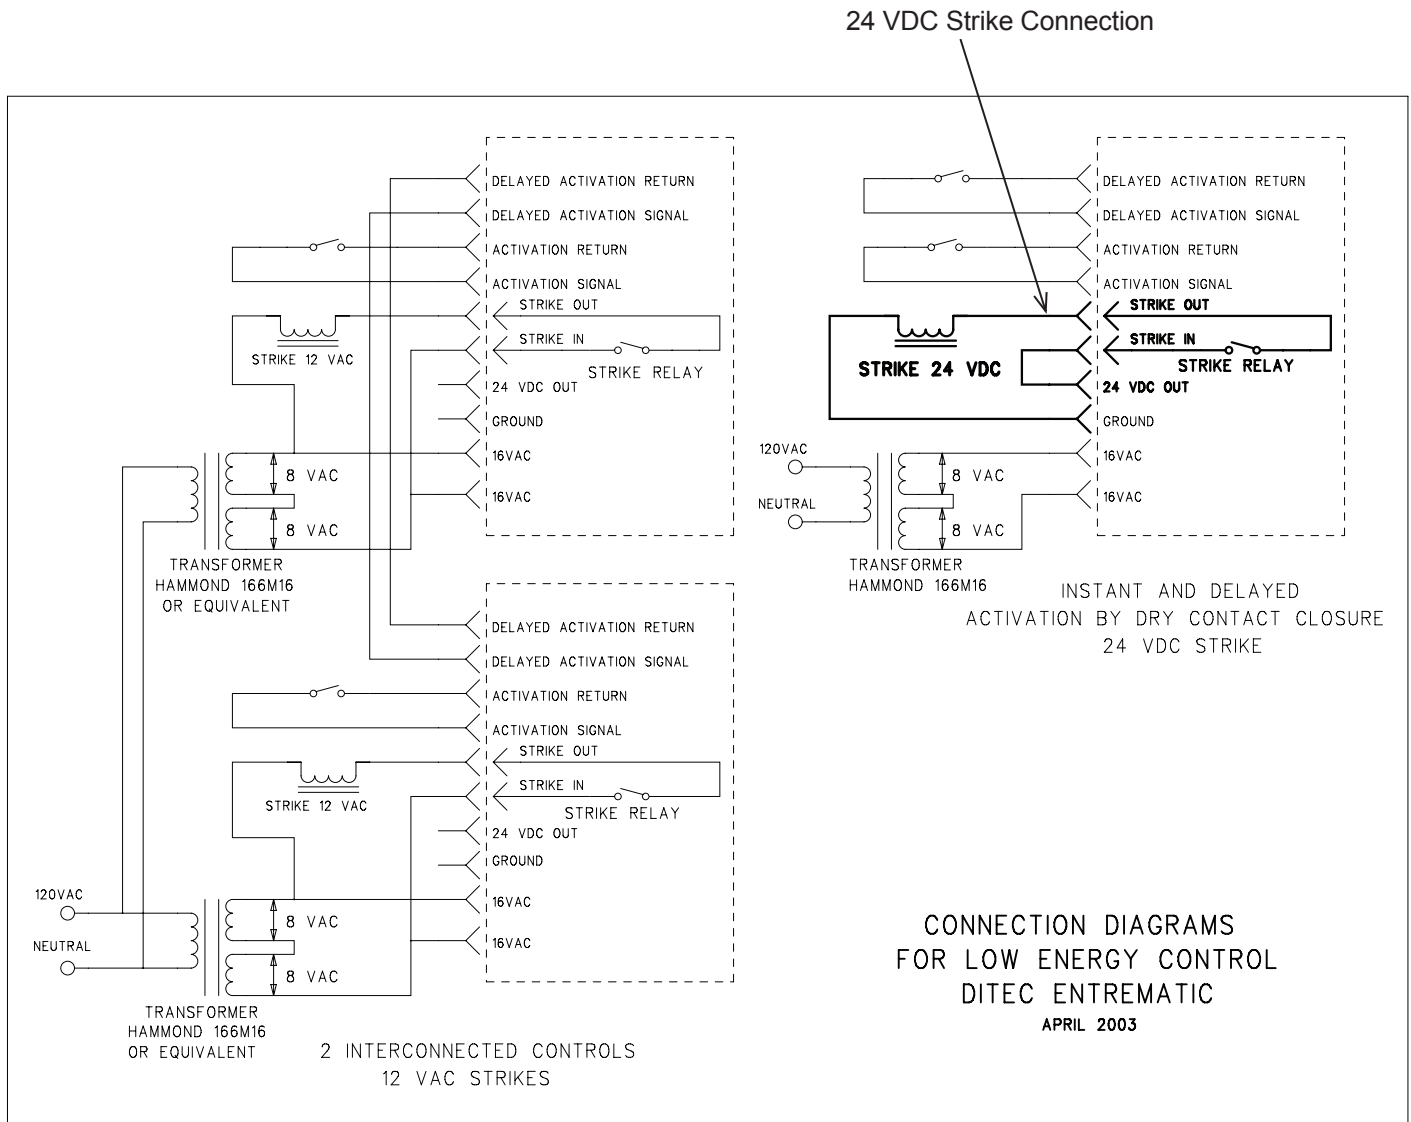 24 VDC Strike Connection
DELAYED ACTIVATION RETURN
DELAYED ACTIVATION SIGNAL
ACTIVATION RETURN
ACTIVATION SIGNAL
STRIKE OUT
STRIKE IN
STRIKE 12 VAC
STRIKE RELAY
24 VDC OUT
GROUND
16VAC
8 VAC
16VAC
8 VAC
TRANSFORMER
HAMMOND 166M16
OR EQUIVALENT
DELAYED ACTIVATION RETURN
DELAYED ACTIVATION SIGNAL
ACTIVATION RETURN
ACTIVATION SIGNAL
STRIKE OUT
STRIKE IN
STRIKE 12 VAC
STRIKE RELAY
24 VDC OUT
GROUND
120VAC
16VAC
8 VAC
NEUTRAL
16VAC
8 VAC
TRANSFORMER
HAMMOND 166M16
OR EQUIVALENT
2 INTERCONNECTED CONTROLS
12 VAC STRIKES
DELAYED ACTIVATION RETURN
DELAYED ACTIVATION SIGNAL
ACTIVATION RETURN
ACTIVATION SIGNAL
STRIKE OUT
STRIKE IN
STRIKE 24 VDC
STRIKE RELAY
24 VDC OUT
GROUND
120VAC
16VAC
8 VAC
NEUTRAL
16VAC
8 VAC
TRANSFORMER
HAMMOND 166M16
INSTANT AND DELAYED
ACTIVATION BY DRY CONTACT CLOSURE
24 VDC STRIKE
CONNECTION DIAGRAMS
FOR LOW ENERGY CONTROL
DITEC ENTREMATIC
APRIL 2003